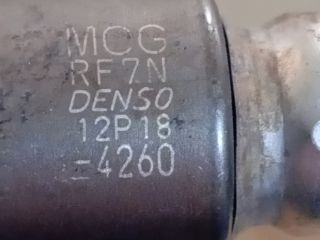 MCG
RF7N
DENSO
12P18
-4260